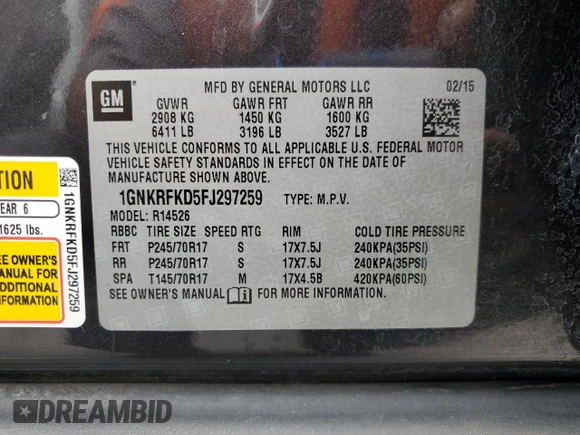 GM
MFD BY GENERAL MOTORS LLC 02/15
GVWR GAWR FRT GAWR RR
2908 KG 1450 KG 1600 KG
6411 LB 3196 LB 3527 LB
THIS VEHICLE CONFORMS TO ALL APPLICABLE U.S. FEDERAL MOTOR
VEHICLE SAFETY STANDARDS IN EFFECT ON THE DATE OF
MANUFACTURE SHOWN ABOVE.
1GNKRFKD5FJ297259 TYPE: M.P.V.
MODEL: R14526
RBBC TIRE SIZE SPEED RTG RIM COLD TIRE PRESSURE
FRT P245/70R17 S 17X7.5J 240KPA(35PSI)
RR P245/70R17 S 17X7.5J 240KPA(35PSI)
SPA T145/70R17 M 17X4.5B 420KPA(60PSI)
SEE OWNER'S MANUAL FOR MORE INFORMATION.
TION
EAR 6
1625 lbs.
EE OWNER'S
MANUAL FOR
ADDITIONAL
1GNKRFKD5FJ297259
DREAMBID